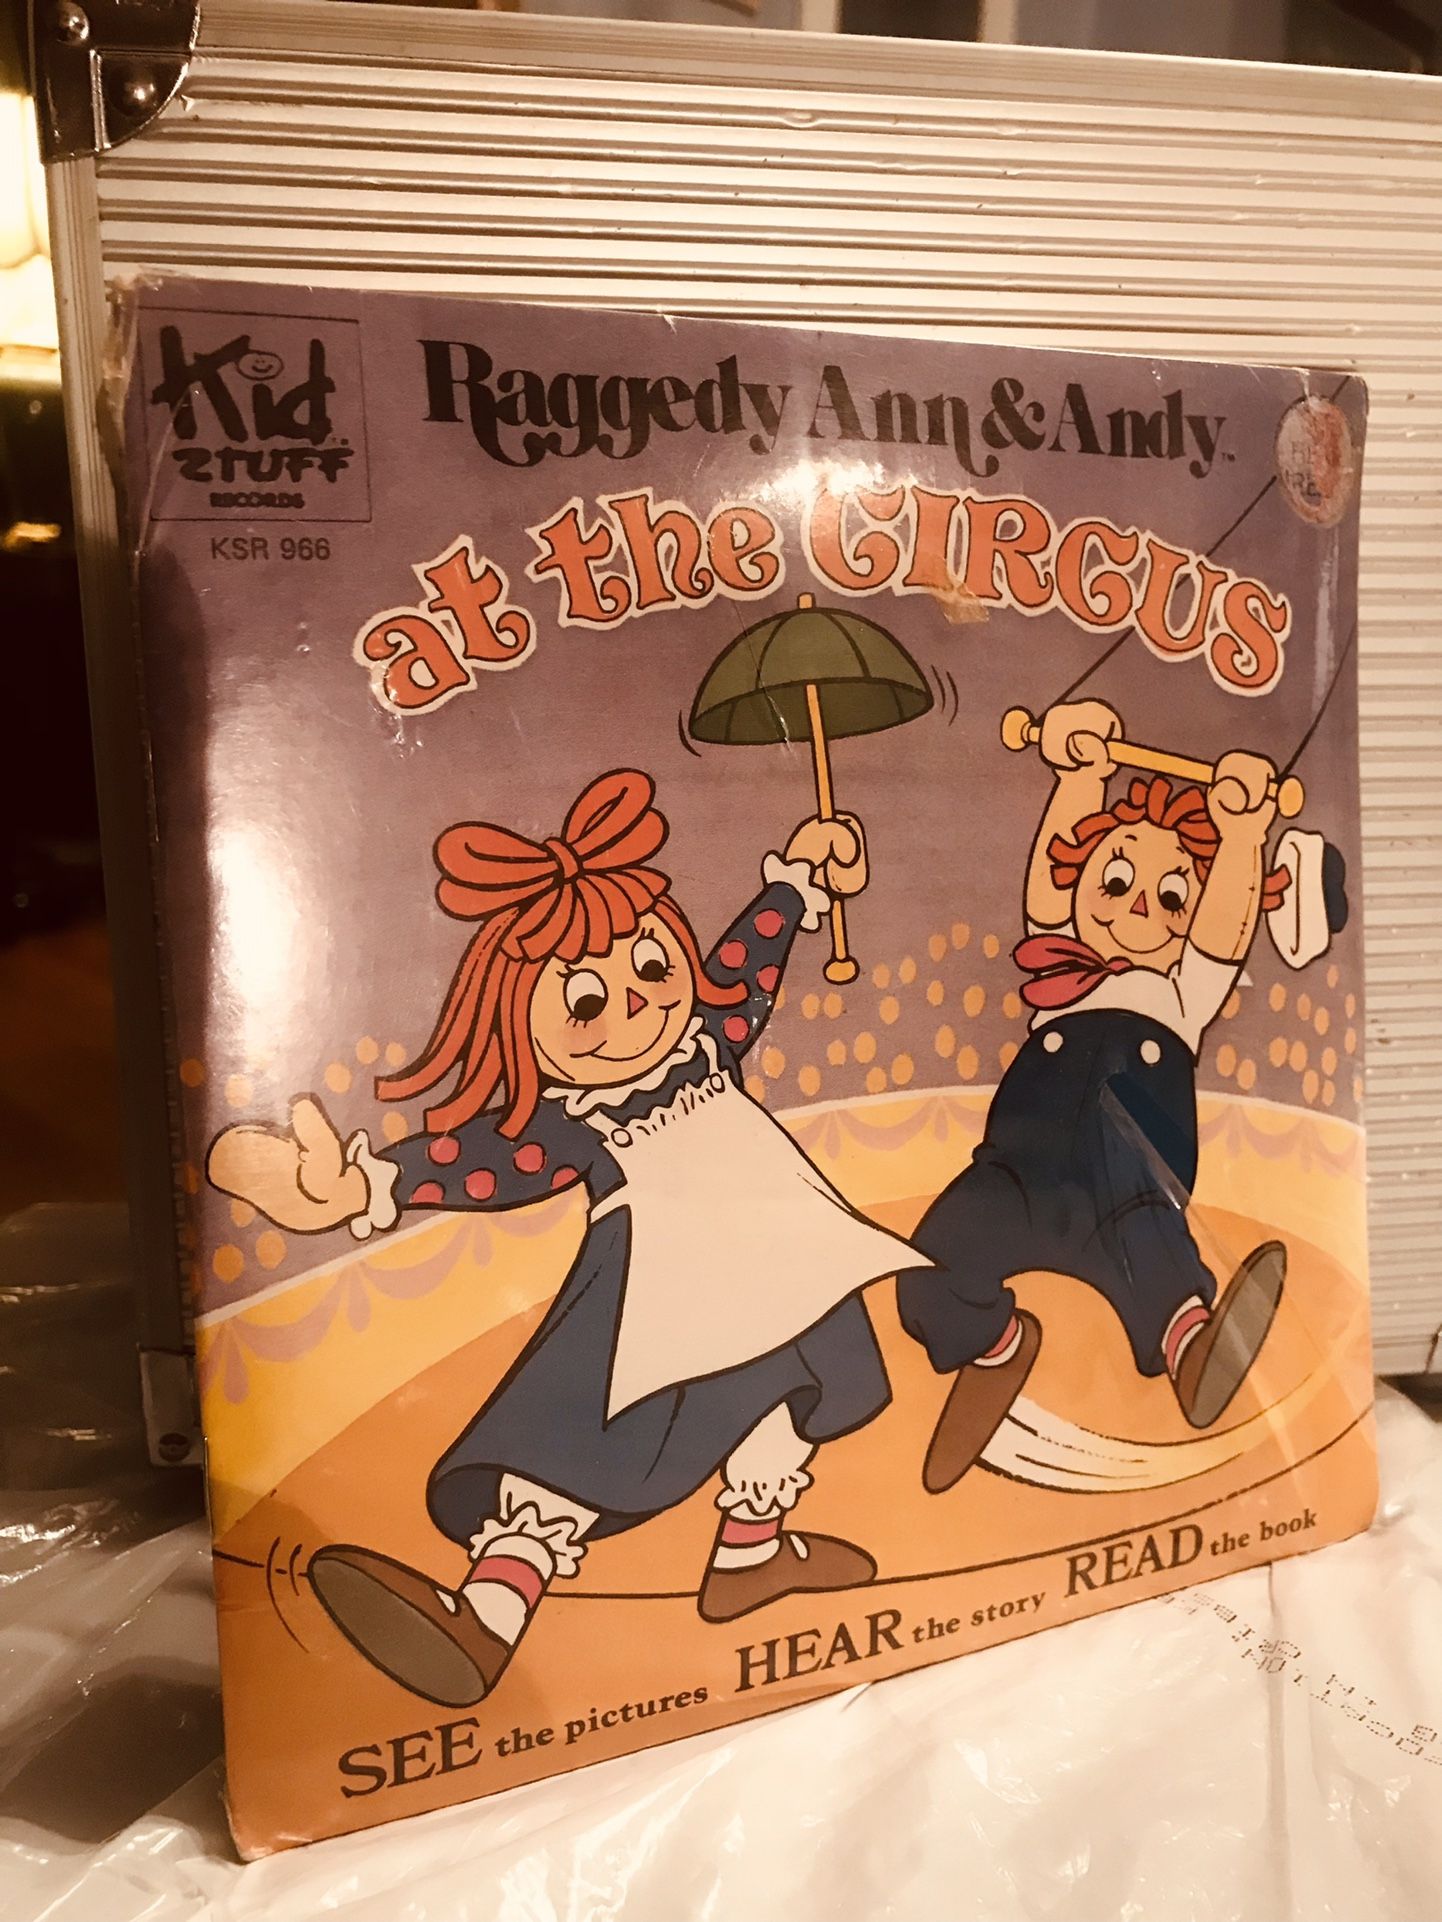 Kid
STUFF
RECORDS
KSR 966
Raggedy Ann & Andy™
at the CIRCUS
SEE the pictures HEAR the story READ the book